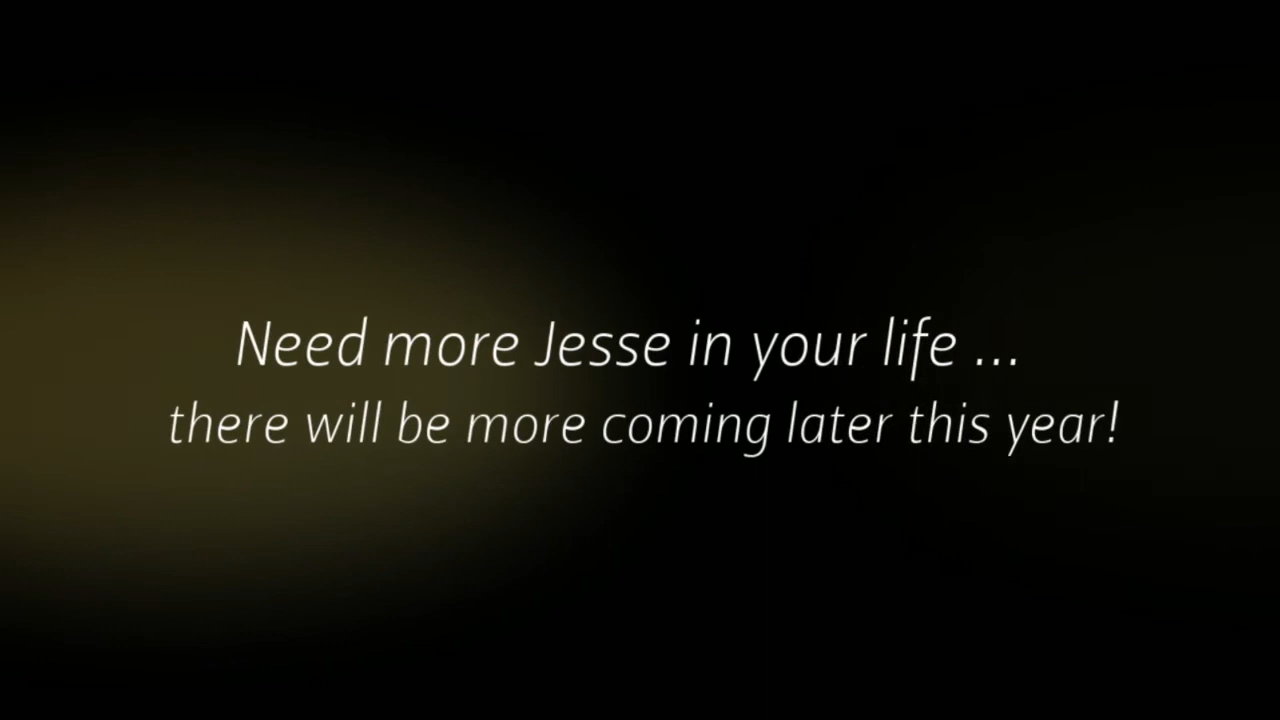 Need more Jesse in your life ...
there will be more coming later this year!